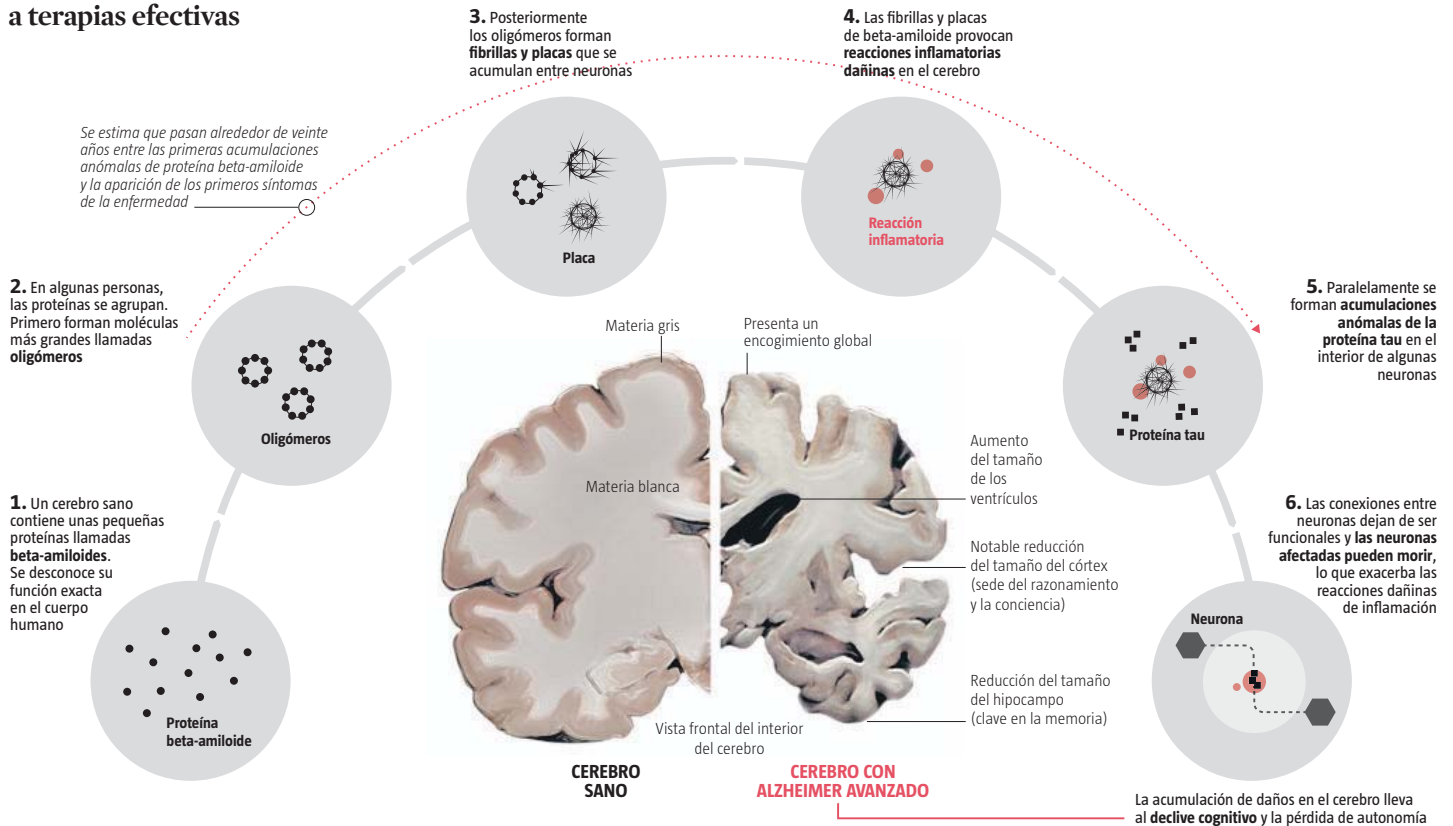 a terapias efectivas
3. Posteriormente
los oligómeros forman
fibrillas y placas que se
acumulan entre neuronas
4. Las fibrillas y placas
de beta-amiloide provocan
reacciones inflamatorias
dañinas en el cerebro
Se estima que pasan alrededor de veinte
años entre las primeras acumulaciones
anómalas de proteína beta-amiloide
y la aparición de los primeros síntomas
de la enfermedad
Placa
Reacción
inflamatoria
2. En algunas personas,
las proteínas se agrupan.
Primero forman moléculas
más grandes llamadas
oligómeros
Oligómeros
5. Paralelamente se
forman acumulaciones
anómalas de la
proteína tau en el
interior de algunas
neuronas
Proteína tau
Materia gris
Presenta un
encogimiento global
Materia blanca
Aumento
del tamaño
de los
ventrículos
Notable reducción
del tamaño del córtex
(sede del razonamiento
y la conciencia)
Reducción del tamaño
del hipocampo
(clave en la memoria)
1. Un cerebro sano
contiene unas pequeñas
proteínas llamadas
beta-amiloides.
Se desconoce su
función exacta
en el cuerpo
humano
Proteína
beta-amiloide
6. Las conexiones entre
neuronas dejan de ser
funcionales y las neuronas
afectadas pueden morir,
lo que exacerba las
reacciones dañinas
de inflamación
Neurona
Vista frontal del interior
del cerebro
CEREBRO
SANO
CEREBRO CON
ALZHEIMER AVANZADO
La acumulación de daños en el cerebro lleva
al declive cognitivo y la pérdida de autonomía